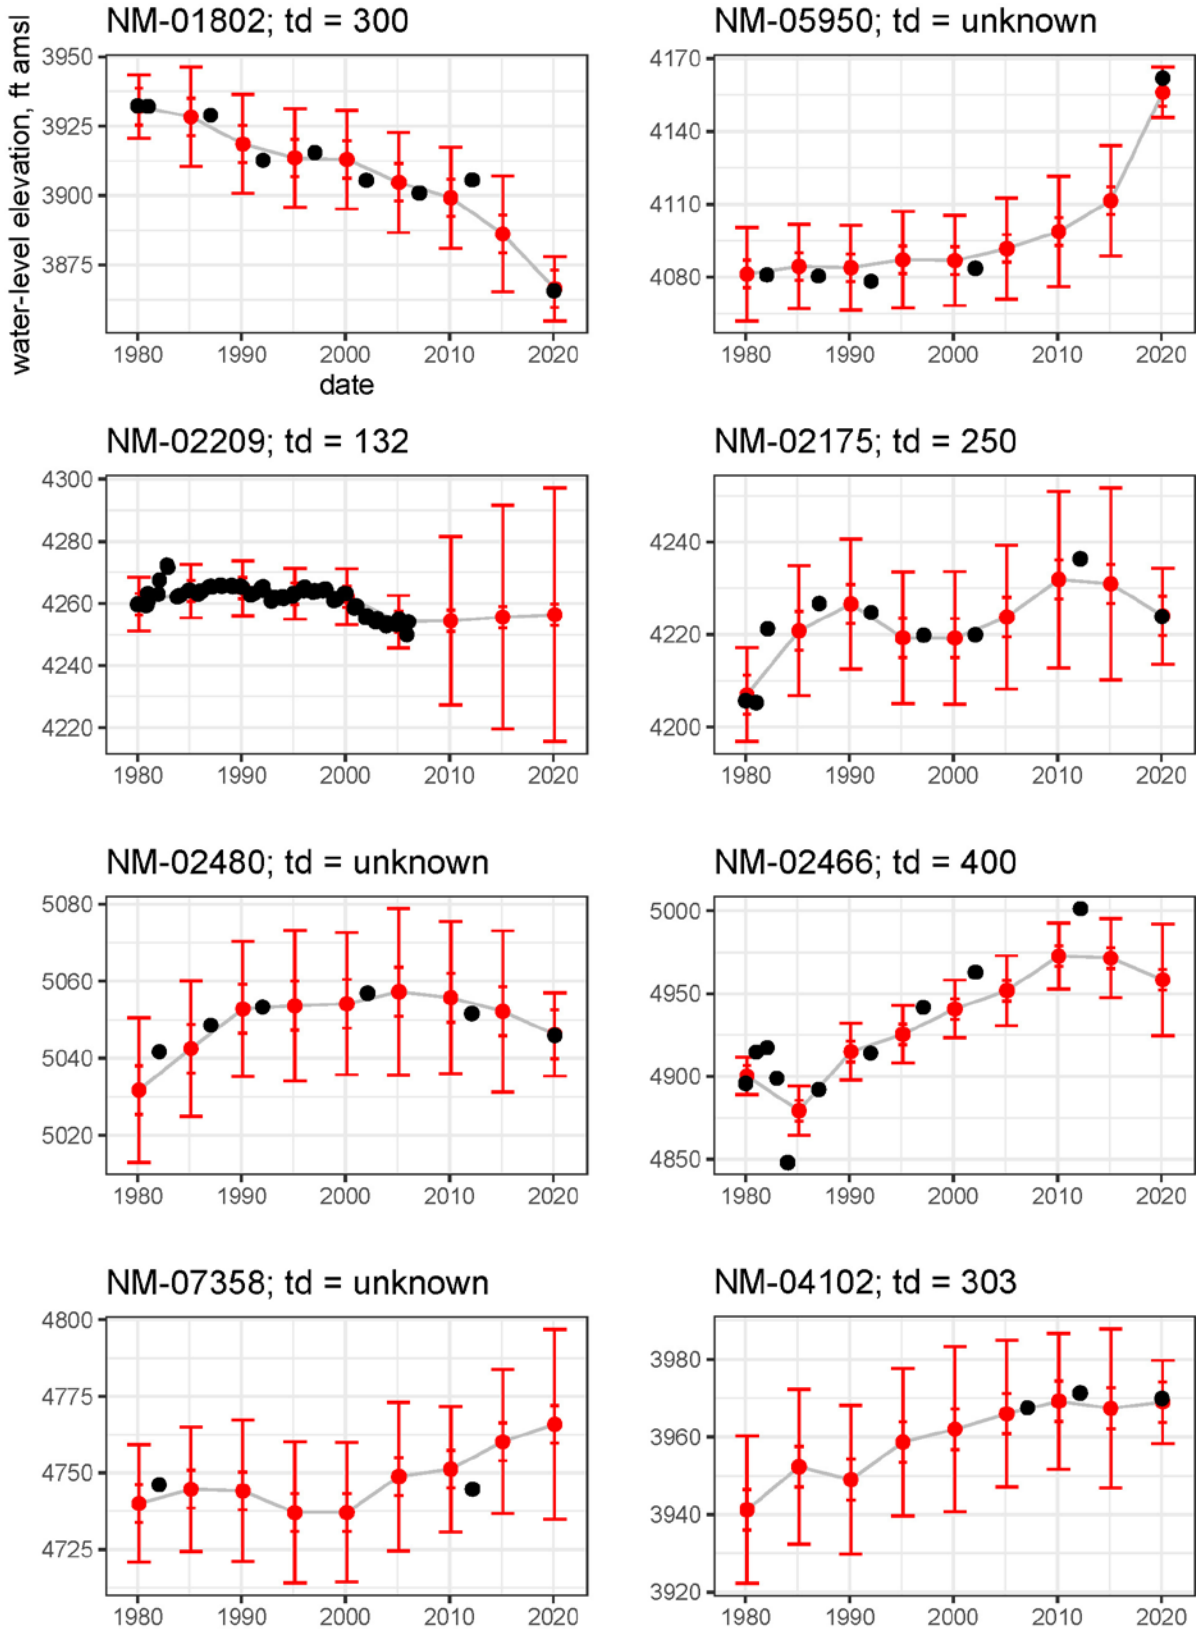 NM-01802; td = 300
water-level elevation, ft amsl
3950
3925
3900
3875
1980 1990 2000 2010 2020
date
NM-05950; td = unknown
4170
4140
4110
4080
1980 1990 2000 2010 2020
NM-02209; td = 132
4300
4280
4260
4240
4220
1980 1990 2000 2010 2020
NM-02175; td = 250
4240
4220
4200
1980 1990 2000 2010 2020
NM-02480; td = unknown
5080
5060
5040
5020
1980 1990 2000 2010 2020
NM-02466; td = 400
5000
4950
4900
4850
1980 1990 2000 2010 2020
NM-07358; td = unknown
4800
4775
4750
4725
1980 1990 2000 2010 2020
NM-04102; td = 303
3980
3960
3940
3920
1980 1990 2000 2010 2020